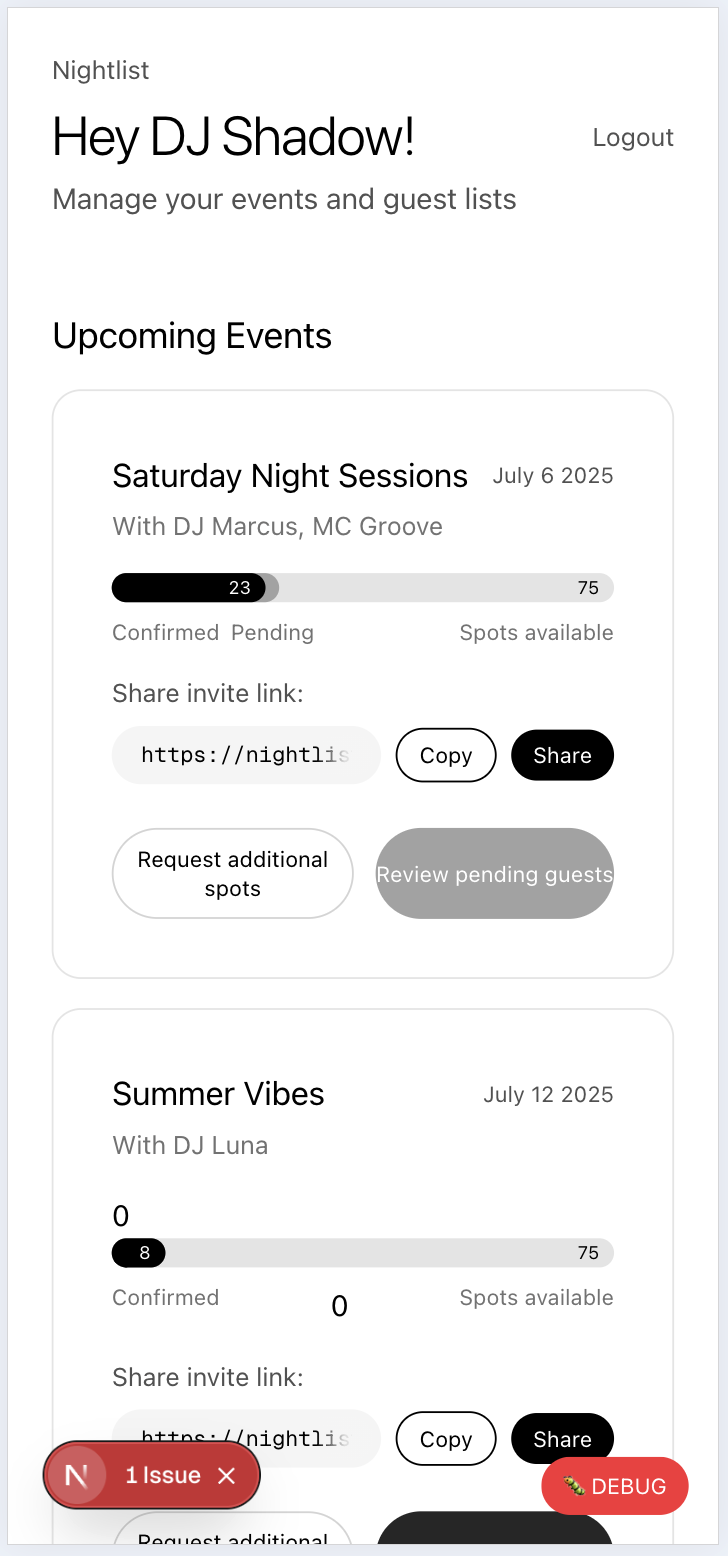 Nightlist
Hey DJ Shadow!
Logout
Manage your events and guest lists
Upcoming Events
Saturday Night Sessions
July 6 2025
With DJ Marcus, MC Groove
23
75
Confirmed Pending
Spots available
Share invite link:
https://nightlis
Copy
Share
Request additional
spots
Review pending guests
Summer Vibes
July 12 2025
With DJ Luna
0
8
75
Confirmed
0
Spots available
Share invite link:
https://nightlis
Copy
Share
N
1 Issue
DEBUG
Request additional